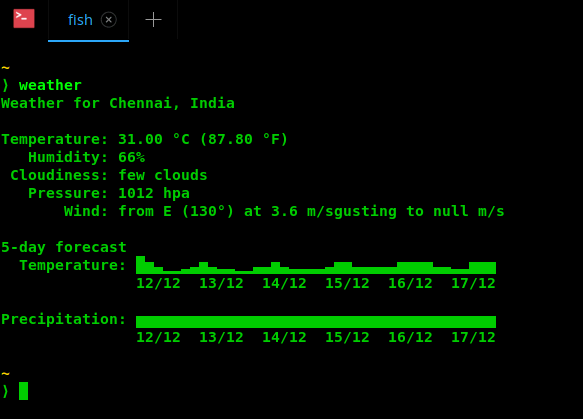 fish
~
⟩ weather
Weather for Chennai, India
Temperature: 31.00 °C (87.80 °F)
Humidity: 66%
Cloudiness: few clouds
Pressure: 1012 hpa
Wind: from E (130°) at 3.6 m/sgusting to null m/s
5-day forecast
Temperature:
12/12 13/12 14/12 15/12 16/12 17/12
Precipitation:
12/12 13/12 14/12 15/12 16/12 17/12
~
⟩